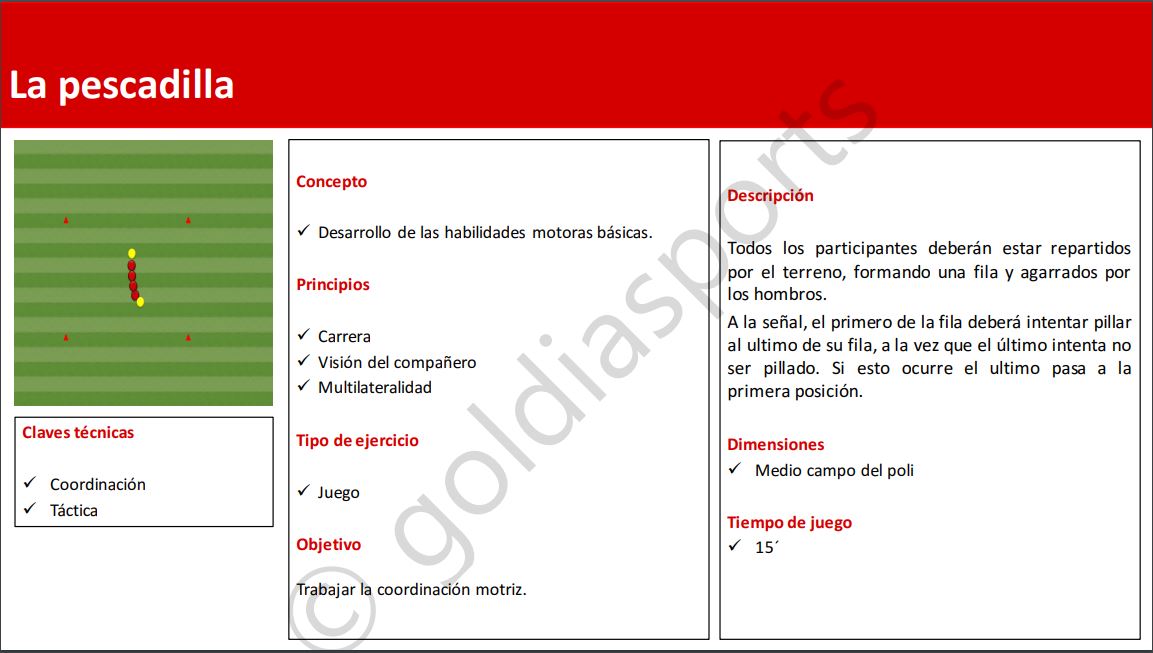 La pescadilla
Claves técnicas
✓ Coordinación
✓ Táctica
Concepto
✓ Desarrollo de las habilidades motoras básicas.
Principios
✓ Carrera
✓ Visión del compañero
✓ Multilateralidad
Tipo de ejercicio
✓ Juego
Objetivo
Trabajar la coordinación motriz.
Descripción
Todos los participantes deberán estar repartidos
por el terreno, formando una fila y agarrados por
los hombros.
A la señal, el primero de la fila deberá intentar pillar
al ultimo de su fila, a la vez que el último intenta no
ser pillado. Si esto ocurre el ultimo pasa a la
primera posición.
Dimensiones
✓ Medio campo del poli
Tiempo de juego
✓ 15´
© goldiasports